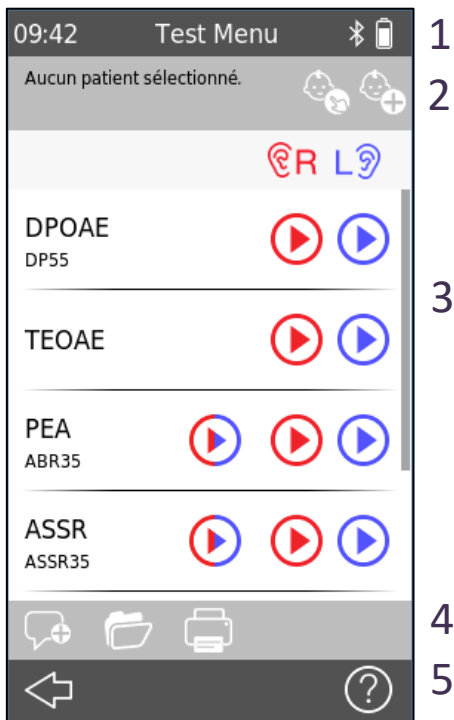 09:42 Test Menu 1
Aucun patient sélectionné. 2
R L
DPOAE
DP55
3
TEOAE
PEA
ABR35
ASSR
ASSR35
4
? 5